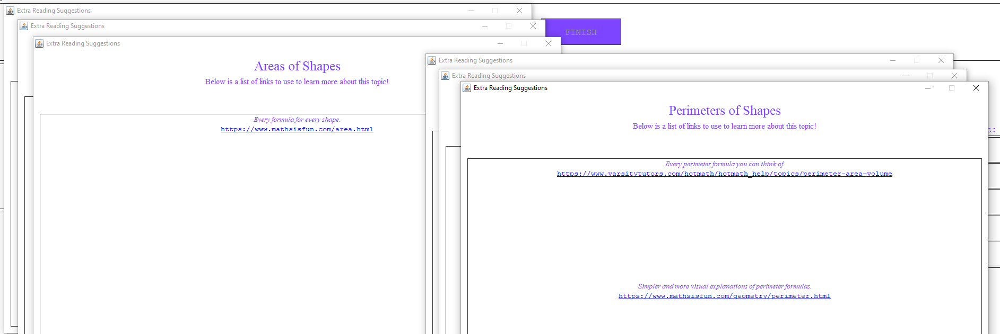 Extra Reading Suggestions
Extra Reading Suggestions
Extra Reading Suggestions
Areas of Shapes
Below is a list of links to use to learn more about this topic!
Every formula for every shape.
https://www.mathsisfun.com/area.html
FINISH
Extra Reading Suggestions
Extra Reading Suggestions
Extra Reading Suggestions
Perimeters of Shapes
Below is a list of links to use to learn more about this topic!
Every perimeter formula you can think of.
https://www.varsitytutors.com/hotmath/hotmath_help/topics/perimeter-area-volume
Simpler and more visual explanations of perimeter formulas.
https://www.mathsisfun.com/geometry/perimeter.html